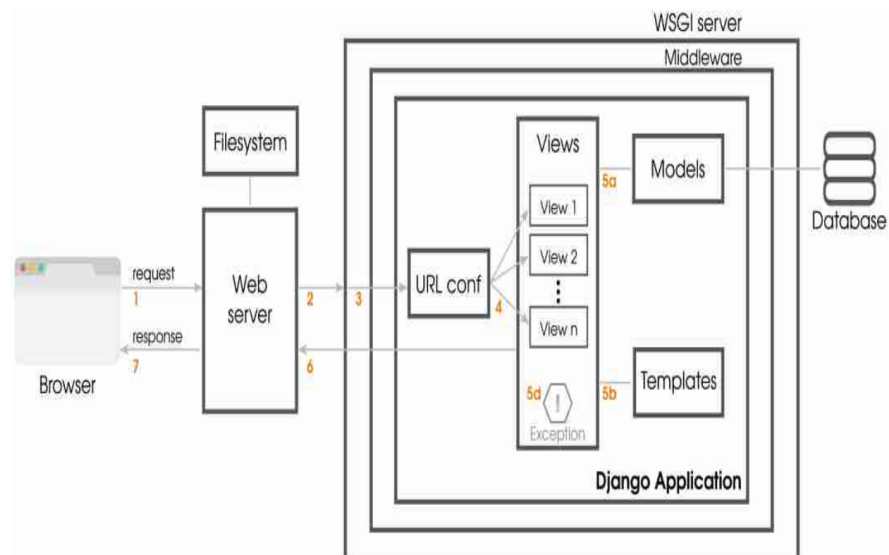 WSGI server
Middleware
Filesystem
Views
Models
5a
View 1
Database
View 2
URL conf
Web
server
request
1
2
3
4
View n
response
7
6
Browser
5d
!
Exception
5b
Templates
Django Application